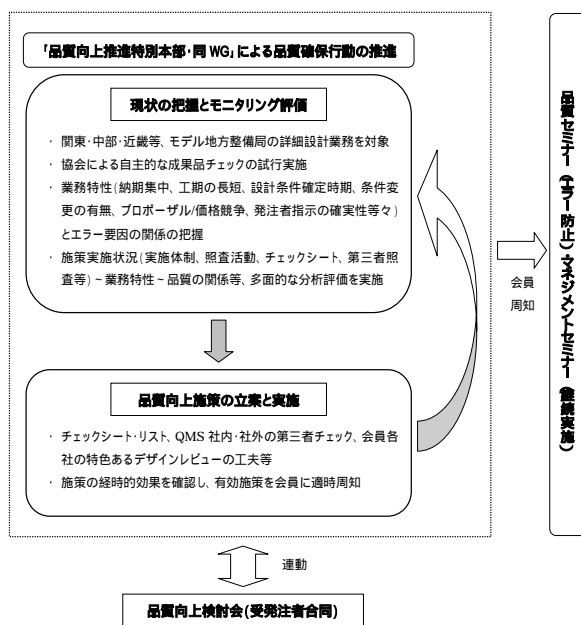 「品質向上推進特別本部・同 WG」による品質確保行動の推進
現状の把握とモニタリング評価
・ 関東・中部・近畿等、モデル地方整備局の詳細設計業務を対象
・ 協会による自主的な成果品チェックの試行実施
・ 業務特性(納期集中、工期の長短、設計条件確定時期、条件変
更の有無、プロポーザル/価格競争、発注者指示の確実性等々)
とエラー要因の関係の把握
・ 施策実施状況(実施体制、照査活動、チェックシート、第三者照
査等)~業務特性~品質の関係等、多面的な分析評価を実施
品質向上施策の立案と実施
・ チェックシート・リスト、QMS 社内・社外の第三者チェック、会員各
社の特色あるデザインレビューの工夫等
・ 施策の経時的効果を確認し、有効施策を会員に適時周知
連動
品質向上検討会(受発注者合同)
会員
周知
品質セミナー(エラー防止)・マネジメントセミナー(継続実施)